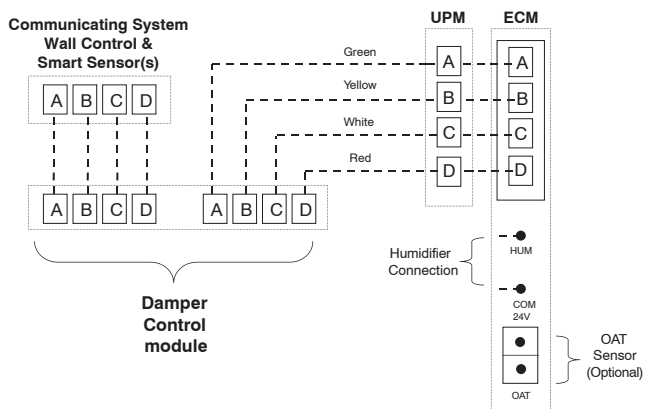 Communicating System
Wall Control &
Smart Sensor(s)
A B C D
UPM
ECM
Green
A
A
Yellow
B
B
White
C
C
Red
D
D
A B C D
A B C D
Damper
Control
module
Humidifier
Connection
HUM
COM
24V
OAT
OAT
Sensor
(Optional)